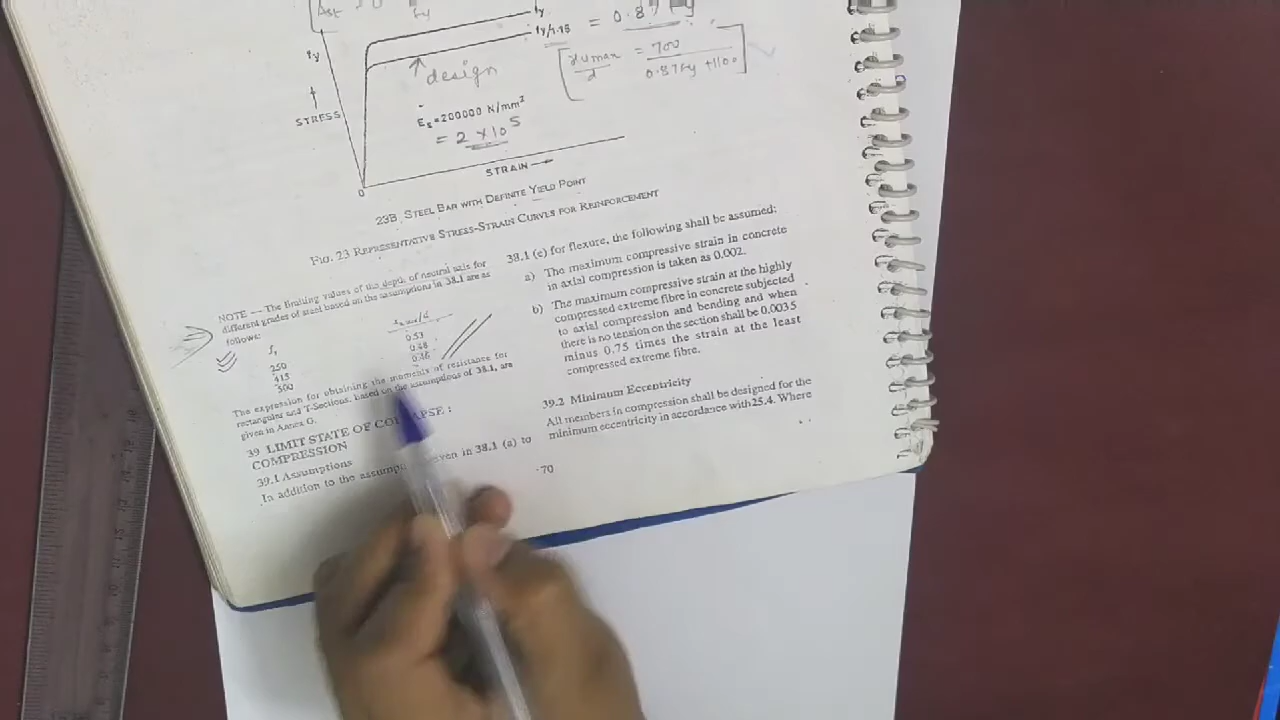 Ast
fy
fy
fy/1.15
= 0.87 fy
xu max / d = 700 / 0.87fy + 1100
design
STRESS
Es=200000 N/mm²
= 2 × 10⁵
0
STRAIN
23B STEEL BAR WITH DEFINITE YIELD POINT
FIG. 23 REPRESENTATIVE STRESS-STRAIN CURVES FOR REINFORCEMENT
NOTE — The limiting values of the depth of neutral axis for
different grades of steel based on the assumptions in 38.1 are as
follows:
fy xu,max/d
250 0.53
415 0.48
500 0.46
The expression for obtaining the moments of resistance for
rectangular and T-Sections, based on the assumptions of 38.1, are
given in Annex G.
39 LIMIT STATE OF COLLAPSE :
COMPRESSION
39.1 Assumptions
In addition to the given in 38.1 (a) to
38.1 (e) for flexure, the following shall be assumed:
a) The maximum compressive strain in concrete
in axial compression is taken as 0.002.
b) The maximum compressive strain at the highly
compressed extreme fibre in concrete subjected
to axial compression and bending and when
there is no tension on the section shall be 0.0035
minus 0.75 times the strain at the least
compressed extreme fibre.
39.2 Minimum Eccentricity
All members in compression shall be designed for the
minimum eccentricity in accordance with 25.4. Where
70